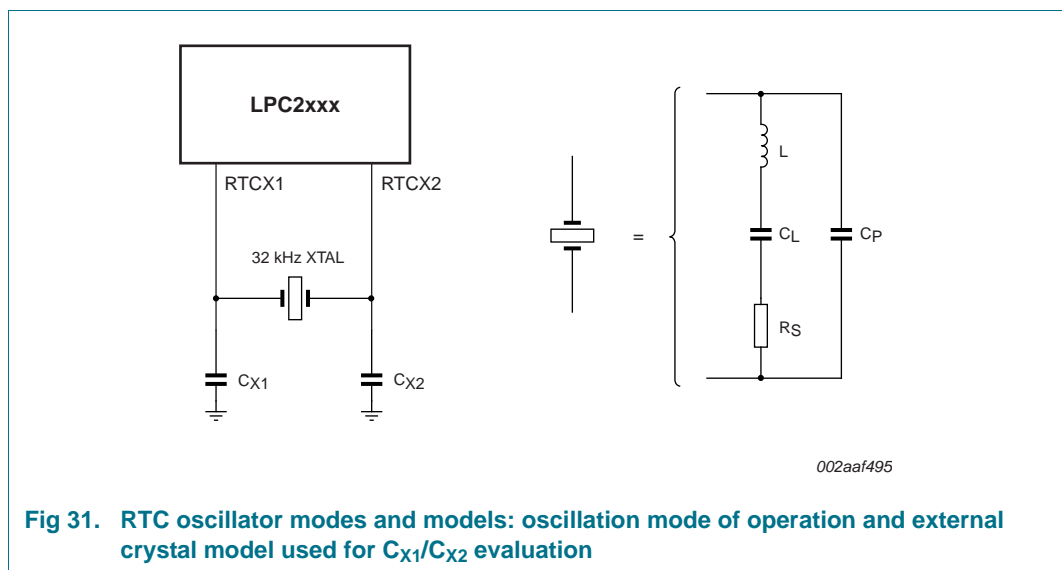 LPC2xxx
RTCX1
RTCX2
32 kHz XTAL
CX1
CX2
=
L
CL
CP
RS
002aaf495
Fig 31. RTC oscillator modes and models: oscillation mode of operation and external
crystal model used for CX1/CX2 evaluation